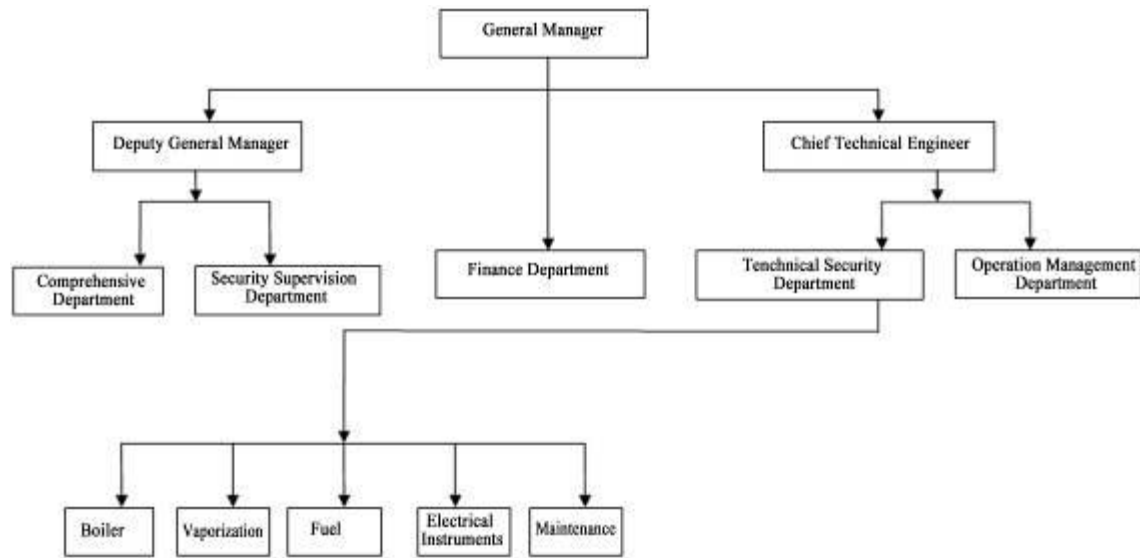 General Manager
Deputy General Manager
Chief Technical Engineer
Comprehensive
Department
Security Supervision
Department
Finance Department
Tenchnical Security
Department
Operation Management
Department
Boiler
Vaporization
Fuel
Electrical
Instruments
Maintenance